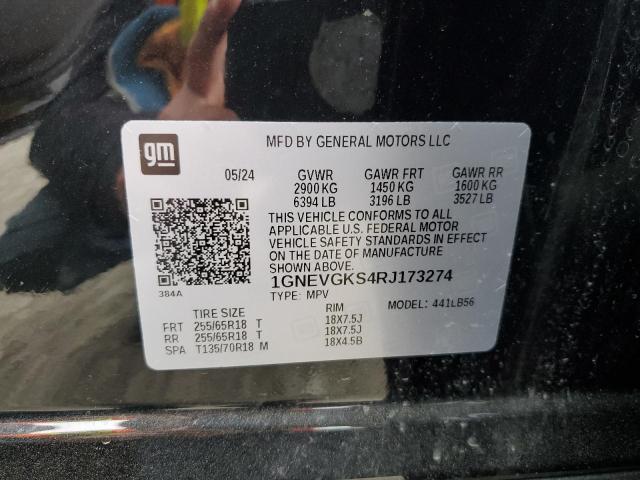 gm
MFD BY GENERAL MOTORS LLC
05/24 GVWR GAWR FRT GAWR RR
2900 KG 1450 KG 1600 KG
6394 LB 3196 LB 3527 LB
THIS VEHICLE CONFORMS TO ALL
APPLICABLE U.S. FEDERAL MOTOR
VEHICLE SAFETY STANDARDS IN EFFECT
ON THE DATE OF MANUFACTURE
SHOWN ABOVE.
1GNEVGKS4RJ173274
384A TYPE: MPV MODEL: 441LB56
TIRE SIZE RIM
FRT 255/65R18 T 18X7.5J
RR 255/65R18 T 18X7.5J
SPA T135/70R18 M 18X4.5B